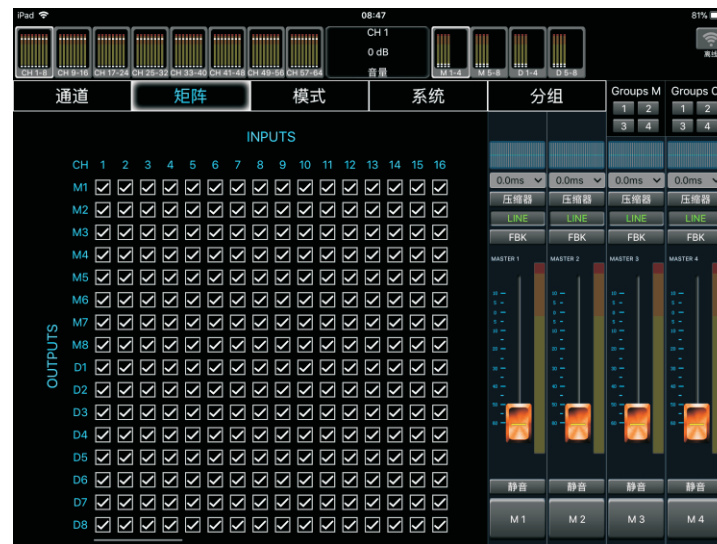 iPad 08:47 81%
CH 1
0 dB
音量
CH 1-8 CH 9-16 CH 17-24 CH 25-32 CH 33-40 CH 41-48 CH 49-56 CH 57-64 M 1-4 M 5-8 D 1-4 D 5-8 离线
通道 矩阵 模式 系统 分组 Groups M Groups C
1 2 1 2
3 4 3 4
INPUTS
CH 1 2 3 4 5 6 7 8 9 10 11 12 13 14 15 16
OUTPUTS
M1
M2
M3
M4
M5
M6
M7
M8
D1
D2
D3
D4
D5
D6
D7
D8
0.0ms 0.0ms 0.0ms 0.0ms
压缩器 压缩器 压缩器 压缩器
LINE LINE LINE LINE
FBK FBK FBK FBK
MASTER 1 MASTER 2 MASTER 3 MASTER 4
静音 静音 静音 静音
M 1 M 2 M 3 M 4